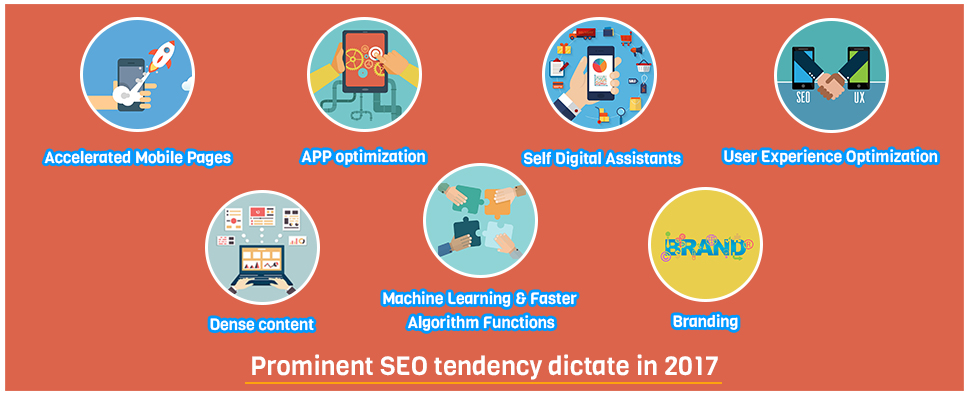 SEO UX
Accelerated Mobile Pages
APP optimization
Self Digital Assistants
User Experience Optimization
BRAND®
Dense content
Machine Learning & Faster
Algorithm Functions
Branding
Prominent SEO tendency dictate in 2017